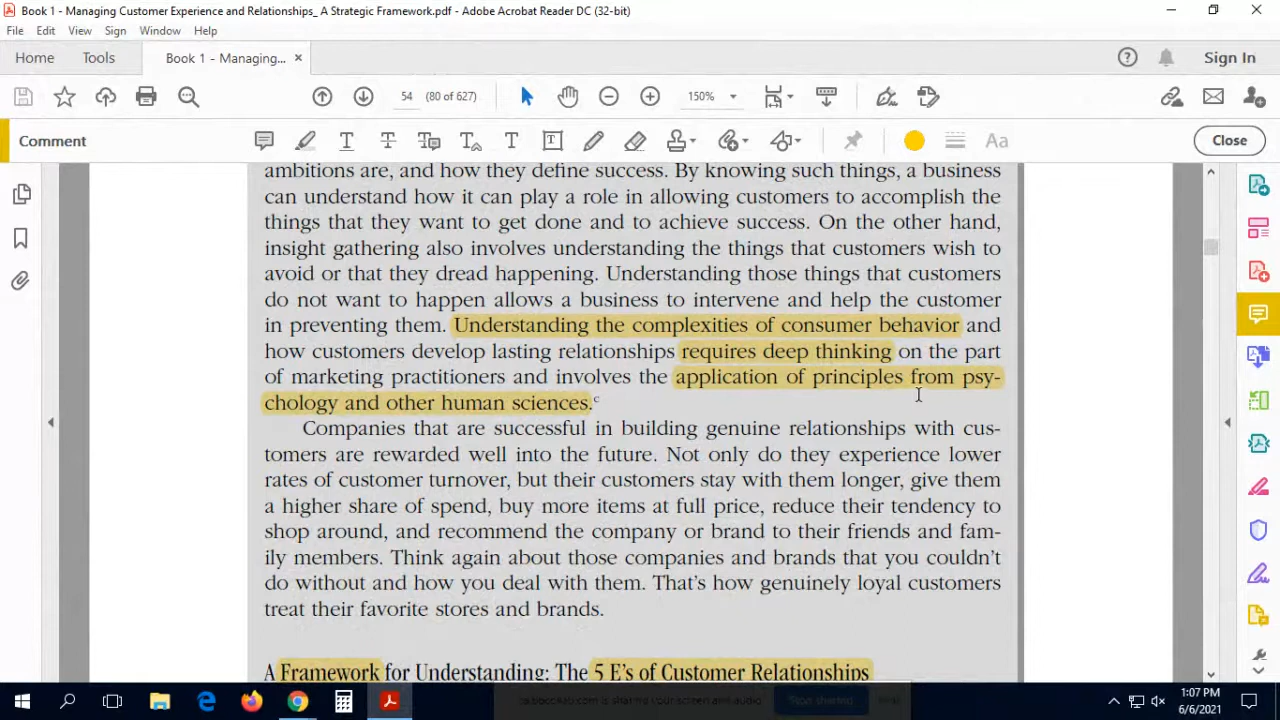 Book 1 - Managing Customer Experience and Relationships_ A Strategic Framework.pdf - Adobe Acrobat Reader DC (32-bit)
File Edit View Sign Window Help
Home Tools Book 1 - Managing... × Sign In
54 (80 of 627) 150%
Comment Close
ambitions are, and how they define success. By knowing such things, a business
can understand how it can play a role in allowing customers to accomplish the
things that they want to get done and to achieve success. On the other hand,
insight gathering also involves understanding the things that customers wish to
avoid or that they dread happening. Understanding those things that customers
do not want to happen allows a business to intervene and help the customer
in preventing them. Understanding the complexities of consumer behavior and
how customers develop lasting relationships requires deep thinking on the part
of marketing practitioners and involves the application of principles from psy-
chology and other human sciences.c
Companies that are successful in building genuine relationships with cus-
tomers are rewarded well into the future. Not only do they experience lower
rates of customer turnover, but their customers stay with them longer, give them
a higher share of spend, buy more items at full price, reduce their tendency to
shop around, and recommend the company or brand to their friends and fam-
ily members. Think again about those companies and brands that you couldn't
do without and how you deal with them. That's how genuinely loyal customers
treat their favorite stores and brands.
A Framework for Understanding: The 5 E's of Customer Relationships
is sharing your screen and audio. Stop sharing Hide
1:07 PM
6/6/2021